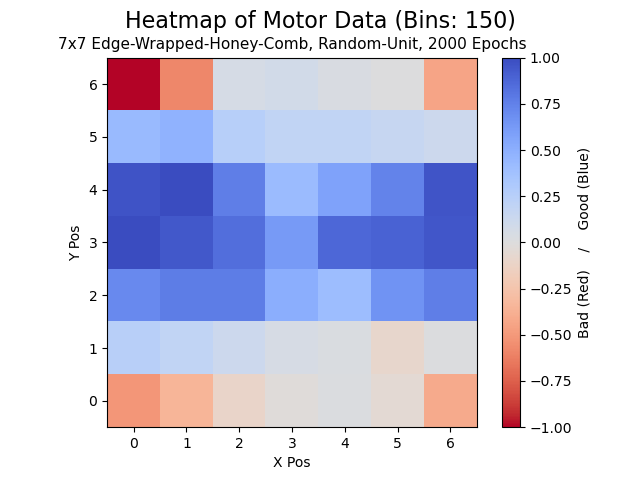 Heatmap of Motor Data (Bins: 150)
7x7 Edge-Wrapped-Honey-Comb, Random-Unit, 2000 Epochs
6
5
4
3
2
1
0
Y Pos
0 1 2 3 4 5 6
X Pos
1.00
0.75
0.50
0.25
0.00
−0.25
−0.50
−0.75
−1.00
Bad (Red) / Good (Blue)